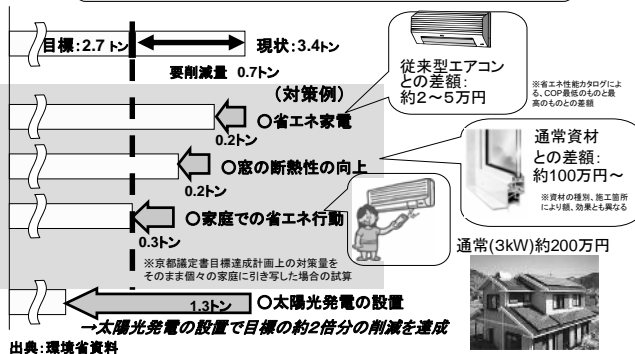 目標:2.7 トン
現状:3.4トン
要削減量 0.7トン
従来型エアコン
との差額:
約2～5万円
※省エネ性能カタログによ
る、COP最低のものと最
高のものとの差額
(対策例)
○省エネ家電
0.2トン
○窓の断熱性の向上
0.2トン
通常資材
との差額:
約100万円～
※資材の種別、施工箇所
により額、効果とも異なる
○家庭での省エネ行動
0.3トン
※京都議定書目標達成計画上の対策量を
そのまま個々の家庭に引き写した場合の試算
通常(3kW)約200万円
1.3トン
○太陽光発電の設置
→太陽光発電の設置で目標の約2倍分の削減を達成
出典:環境省資料